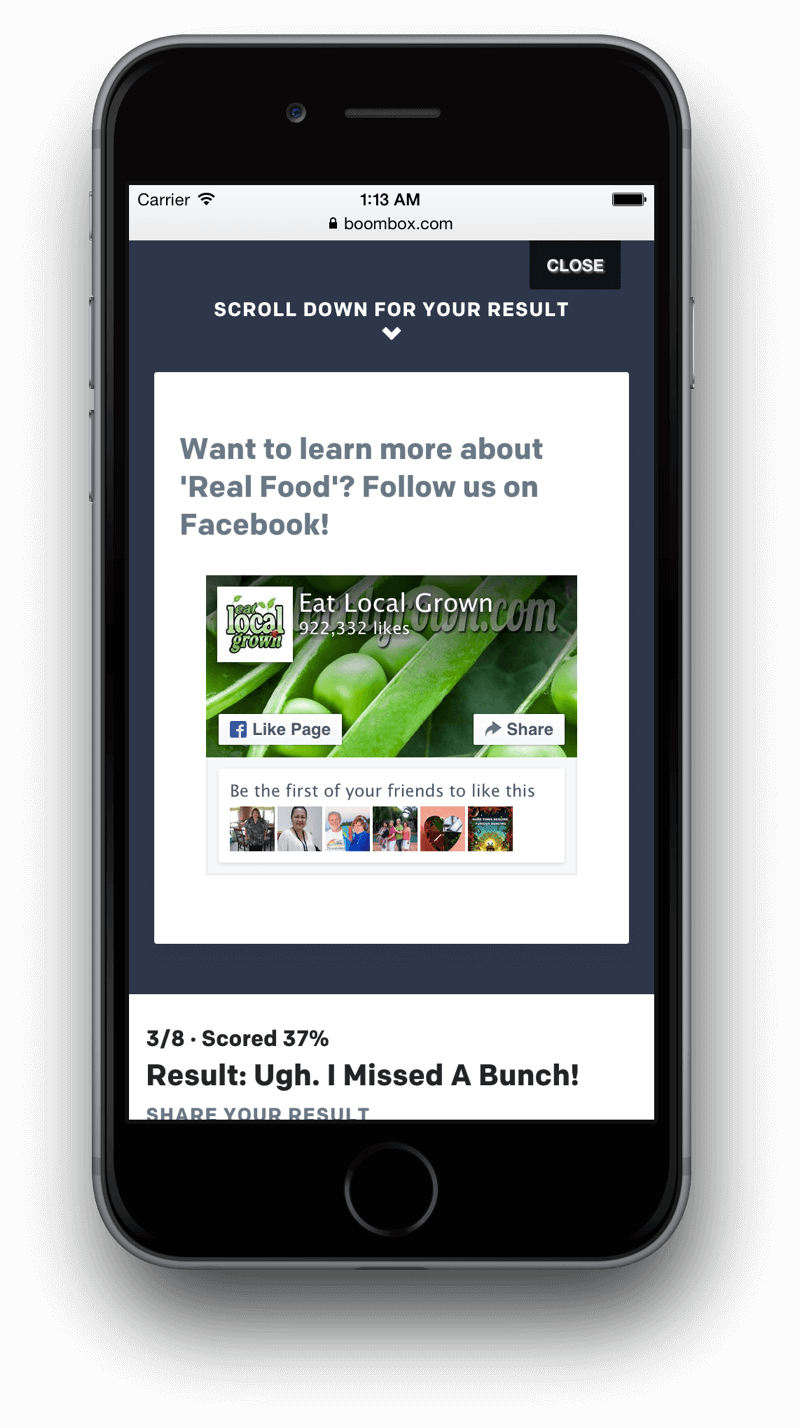 Carrier 1:13 AM
boombox.com
CLOSE
SCROLL DOWN FOR YOUR RESULT
Want to learn more about
'Real Food'? Follow us on
Facebook!
eat
local
grown
Eat Local Grown
922,332 likes
Like Page
Share
Be the first of your friends to like this
3/8 · Scored 37%
Result: Ugh. I Missed A Bunch!
SHARE YOUR RESULT